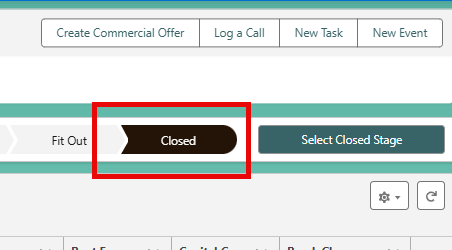 Create Commercial Offer Log a Call New Task New Event
Fit Out Closed Select Closed Stage